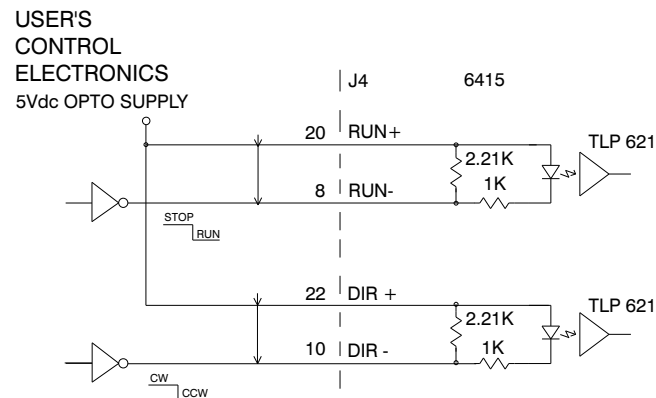 USER'S
CONTROL
ELECTRONICS
5Vdc OPTO SUPPLY
J4
6415
20
RUN+
TLP 621
2.21K
1K
8
RUN-
STOP
RUN
22
DIR +
TLP 621
2.21K
1K
10
DIR -
CW
CCW